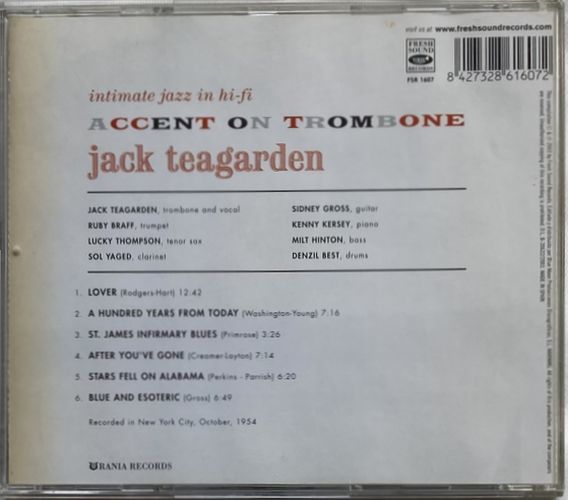 visit us at www.freshsoundrecords.com
FRESH
SOUND
RECORDS
FSR 1607
8 427328 616072
intimate jazz in hi-fi
ACCENT ON TROMBONE
jack teagarden
JACK TEAGARDEN, trombone and vocal
RUBY BRAFF, trumpet
LUCKY THOMPSON, tenor sax
SOL YAGED, clarinet
SIDNEY GROSS, guitar
KENNY KERSEY, piano
MILT HINTON, bass
DENZIL BEST, drums
1. LOVER (Rodgers-Hart) 12:42
2. A HUNDRED YEARS FROM TODAY (Washington-Young) 7:16
3. ST. JAMES INFIRMARY BLUES (Primrose) 3:26
4. AFTER YOU'VE GONE (Creamer-Layton) 7:14
5. STARS FELL ON ALABAMA (Perkins - Parrish) 6:20
6. BLUE AND ESOTERIC (Gross) 6:49
Recorded in New York City, October, 1954
URANIA RECORDS